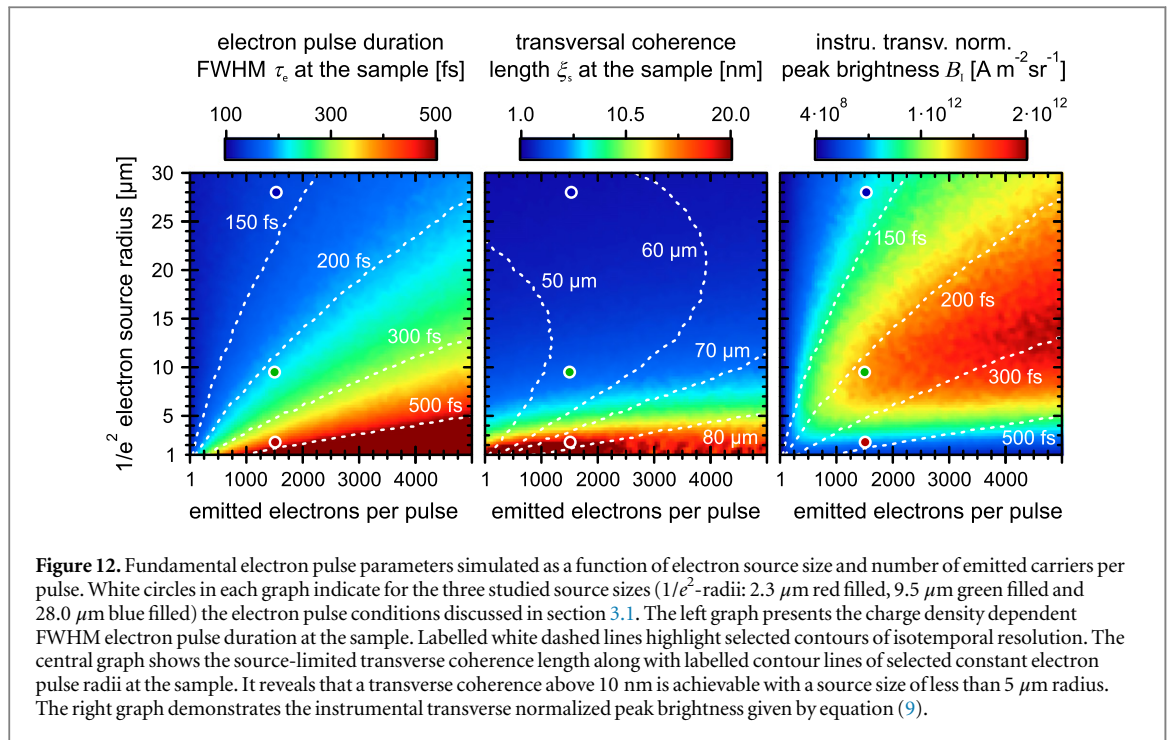 electron pulse duration
FWHM τe at the sample [fs]
100 300 500
transversal coherence
length ξs at the sample [nm]
1.0 10.5 20.0
instru. transv. norm.
peak brightness Bl [A m-2sr-1]
4·10^8 1·10^12 2·10^12
1/e2 electron source radius [µm]
30
25
20
15
10
5
1
150 fs
200 fs
300 fs
500 fs
1 1000 2000 3000 4000
emitted electrons per pulse
50 µm
60 µm
70 µm
80 µm
1 1000 2000 3000 4000
emitted electrons per pulse
150 fs
200 fs
300 fs
500 fs
1 1000 2000 3000 4000
emitted electrons per pulse
Figure 12. Fundamental electron pulse parameters simulated as a function of electron source size and number of emitted carriers per
pulse. White circles in each graph indicate for the three studied source sizes (1/e2-radii: 2.3 µm red filled, 9.5 µm green filled and
28.0 µm blue filled) the electron pulse conditions discussed in section 3.1. The left graph presents the charge density dependent
FWHM electron pulse duration at the sample. Labelled white dashed lines highlight selected contours of isotemporal resolution. The
central graph shows the source-limited transverse coherence length along with labelled contour lines of selected constant electron
pulse radii at the sample. It reveals that a transverse coherence above 10 nm is achievable with a source size of less than 5 µm radius.
The right graph demonstrates the instrumental transverse normalized peak brightness given by equation (9).